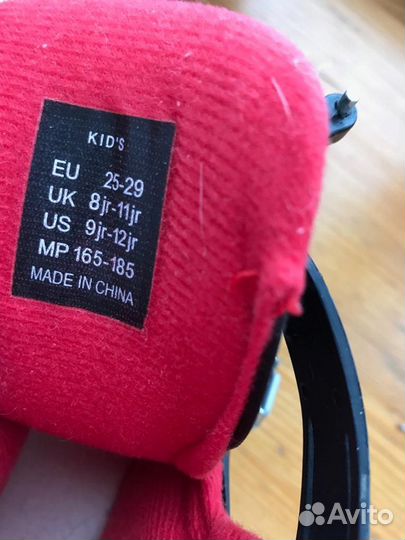 KID'S
EU 25-29
UK 8jr-11jr
US 9jr-12jr
MP 165-185
MADE IN CHINA
Avito